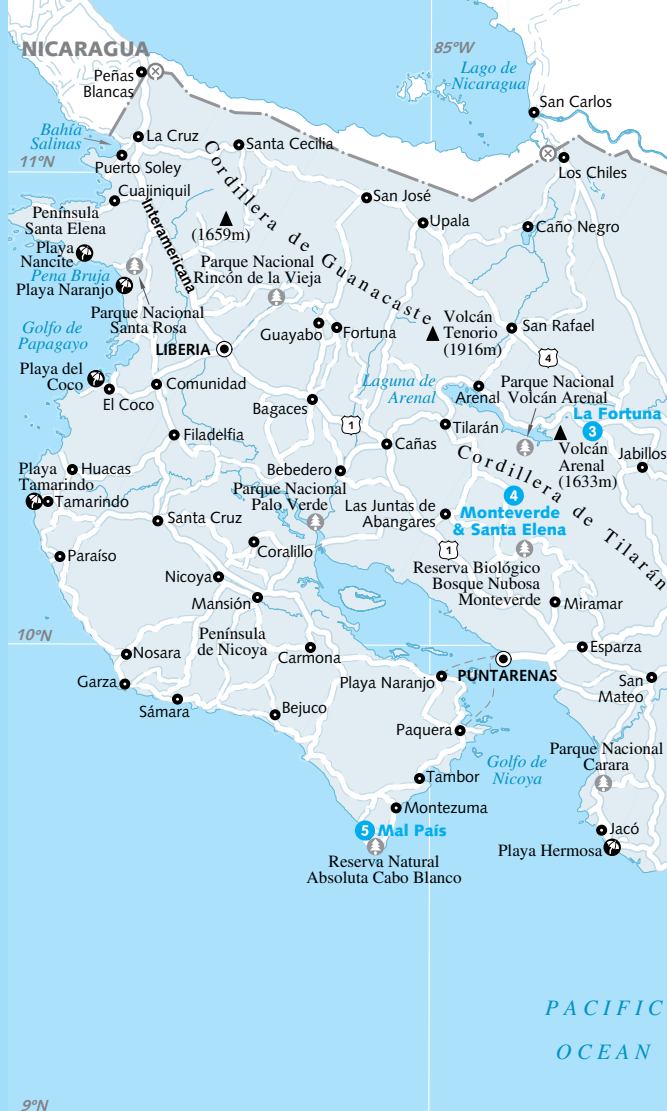 NICARAGUA
85ºW
Peñas
Blancas
Lago de
Nicaragua
San Carlos
Bahía
Salinas
La Cruz
Santa Cecilia
11ºN
Puerto Soley
Los Chiles
Cuajiniquil
San José
Península
Santa Elena
Interamericana
Cordillera de Guanacaste
(1659m)
Upala
Caño Negro
Playa
Nancite
Pena Bruja
Playa Naranjo
Parque Nacional
Rincón de la Vieja
Parque Nacional
Santa Rosa
Golfo de
Papagayo
Guayabo
Fortuna
Volcán
Tenorio
(1916m)
San Rafael
LIBERIA
4
Playa del
Coco
Comunidad
El Coco
Laguna de
Arenal
Arenal
Parque Nacional
Volcán Arenal
Bagaces
1
La Fortuna
3
Filadelfia
Tilarán
Cañas
Volcán
Arenal
(1633m)
Jabillos
Playa
Tamarindo
Huacas
Tamarindo
Bebedero
Parque Nacional
Palo Verde
Cordillera de Tilarán
4
Monteverde
& Santa Elena
Las Juntas de
Abangares
Santa Cruz
Paraíso
Coralillo
1
Reserva Biológico
Bosque Nubosa
Monteverde
Nicoya
Mansión
Miramar
10ºN
Península
de Nicoya
Nosara
Carmona
Esparza
Garza
Playa Naranjo
PUNTARENAS
San
Mateo
Sámara
Bejuco
Paquera
Golfo de
Nicoya
Parque Nacional
Carara
Tambor
Montezuma
5
Mal País
Jacó
Playa Hermosa
Reserva Natural
Absoluta Cabo Blanco
PACIFIC
OCEAN
9ºN